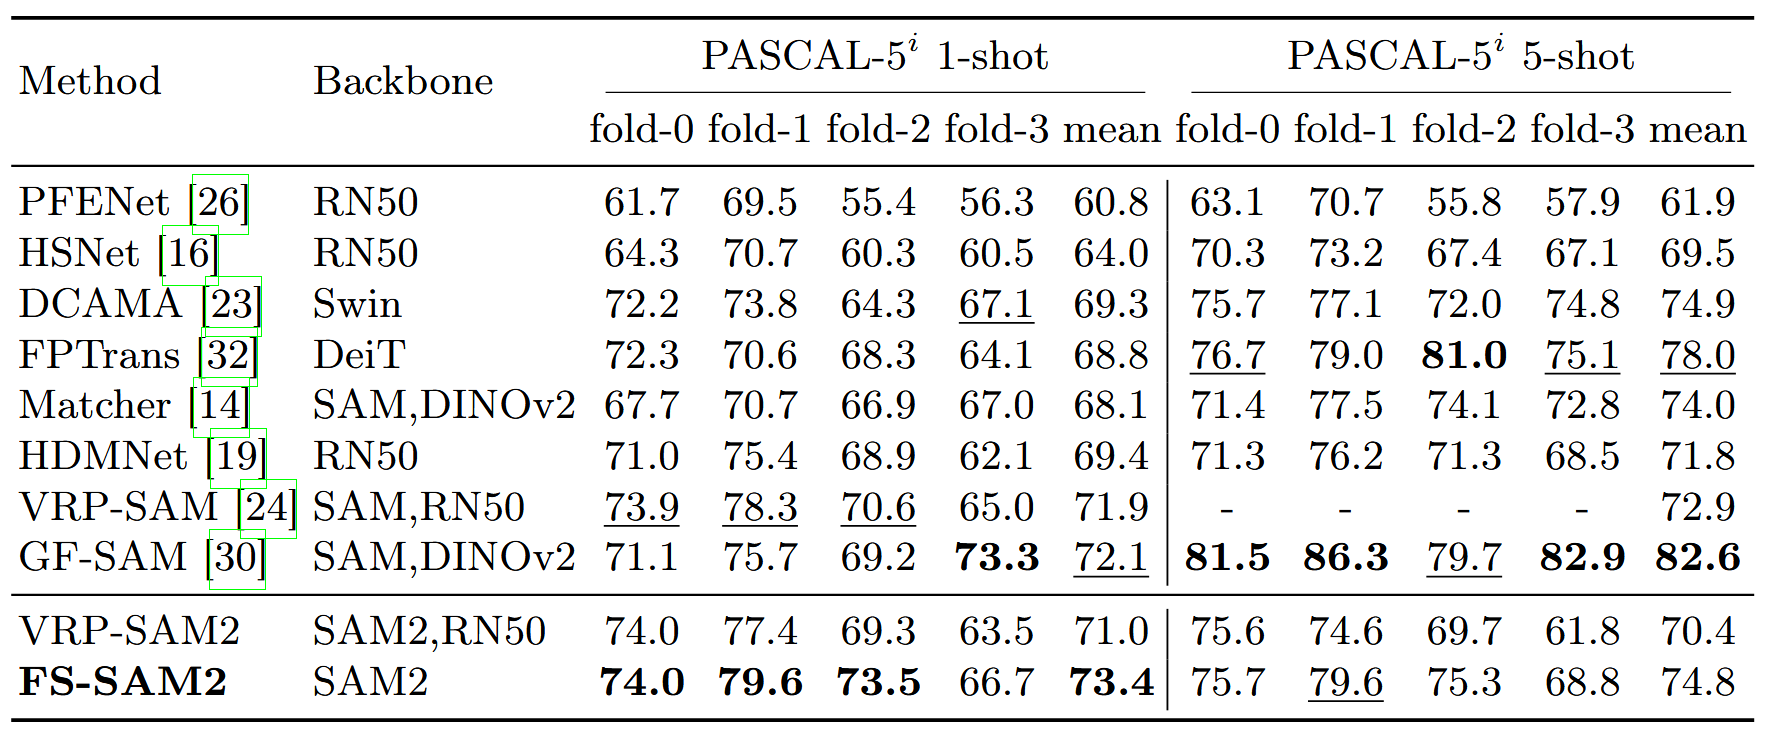 Method Backbone PASCAL-5^i 1-shot PASCAL-5^i 5-shot
fold-0 fold-1 fold-2 fold-3 mean fold-0 fold-1 fold-2 fold-3 mean
PFENet [26] RN50 61.7 69.5 55.4 56.3 60.8 63.1 70.7 55.8 57.9 61.9
HSNet [16] RN50 64.3 70.7 60.3 60.5 64.0 70.3 73.2 67.4 67.1 69.5
DCAMA [23] Swin 72.2 73.8 64.3 67.1 69.3 75.7 77.1 72.0 74.8 74.9
FPTrans [32] DeiT 72.3 70.6 68.3 64.1 68.8 76.7 79.0 81.0 75.1 78.0
Matcher [14] SAM,DINOv2 67.7 70.7 66.9 67.0 68.1 71.4 77.5 74.1 72.8 74.0
HDMNet [19] RN50 71.0 75.4 68.9 62.1 69.4 71.3 76.2 71.3 68.5 71.8
VRP-SAM [24] SAM,RN50 73.9 78.3 70.6 65.0 71.9 - - - - 72.9
GF-SAM [30] SAM,DINOv2 71.1 75.7 69.2 73.3 72.1 81.5 86.3 79.7 82.9 82.6
VRP-SAM2 SAM2,RN50 74.0 77.4 69.3 63.5 71.0 75.6 74.6 69.7 61.8 70.4
FS-SAM2 SAM2 74.0 79.6 73.5 66.7 73.4 75.7 79.6 75.3 68.8 74.8